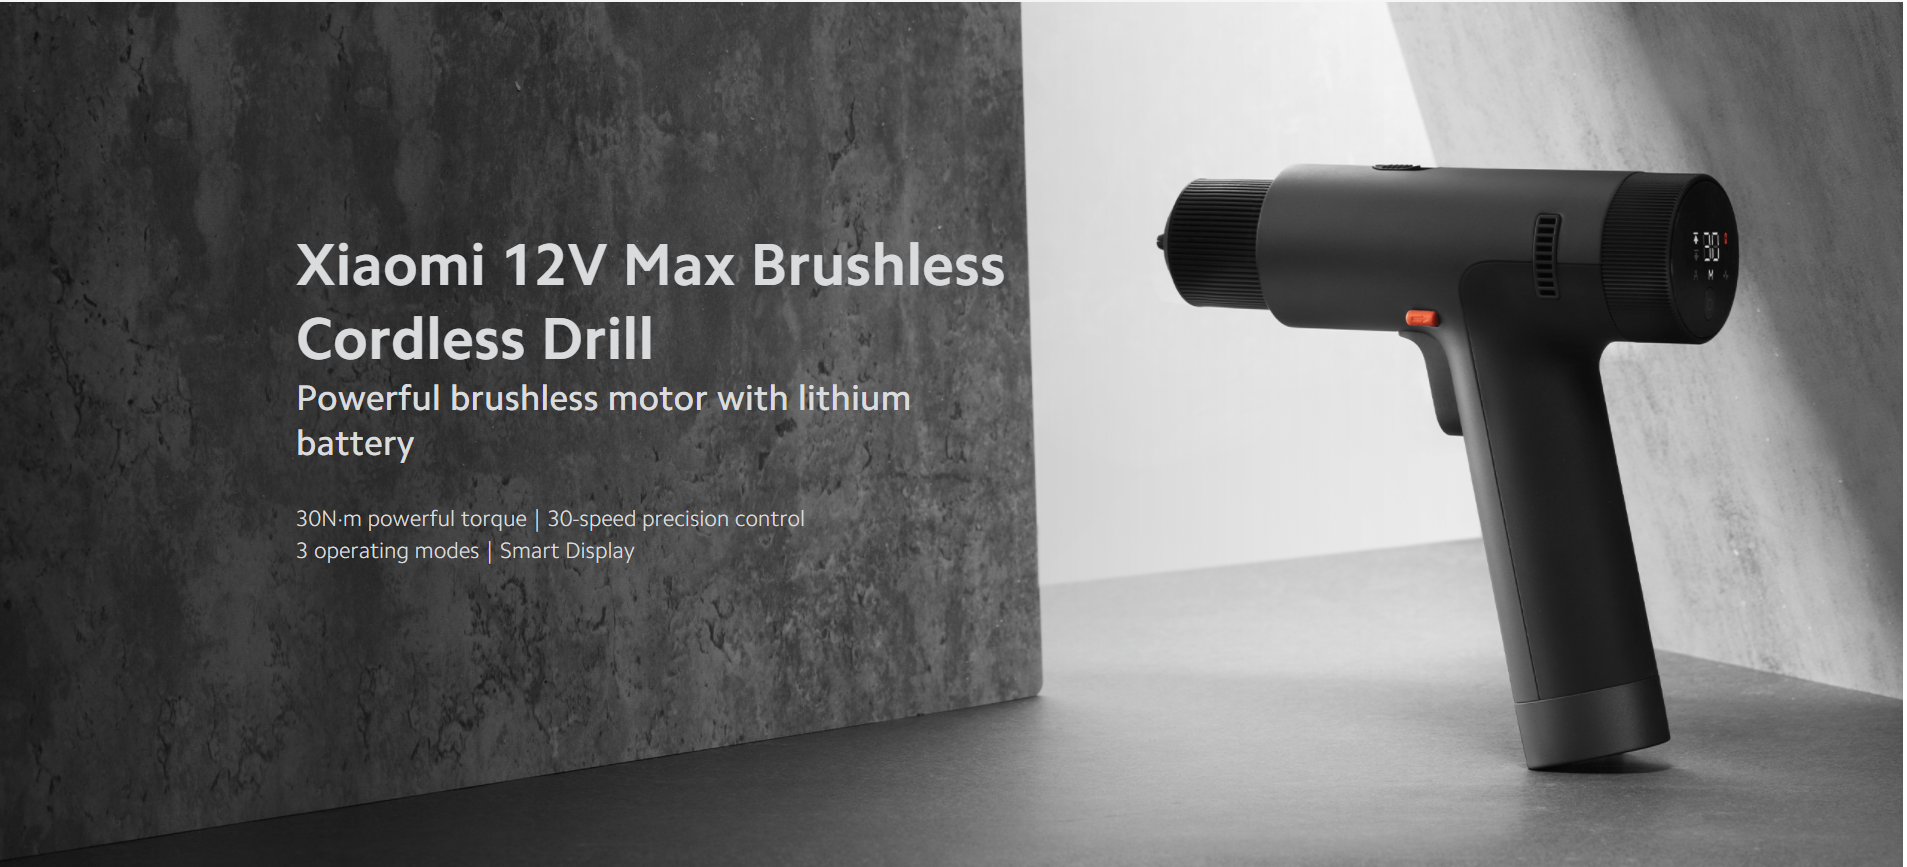 Xiaomi 12V Max Brushless
Cordless Drill
Powerful brushless motor with lithium
battery
30N·m powerful torque | 30-speed precision control
3 operating modes | Smart Display
30
M